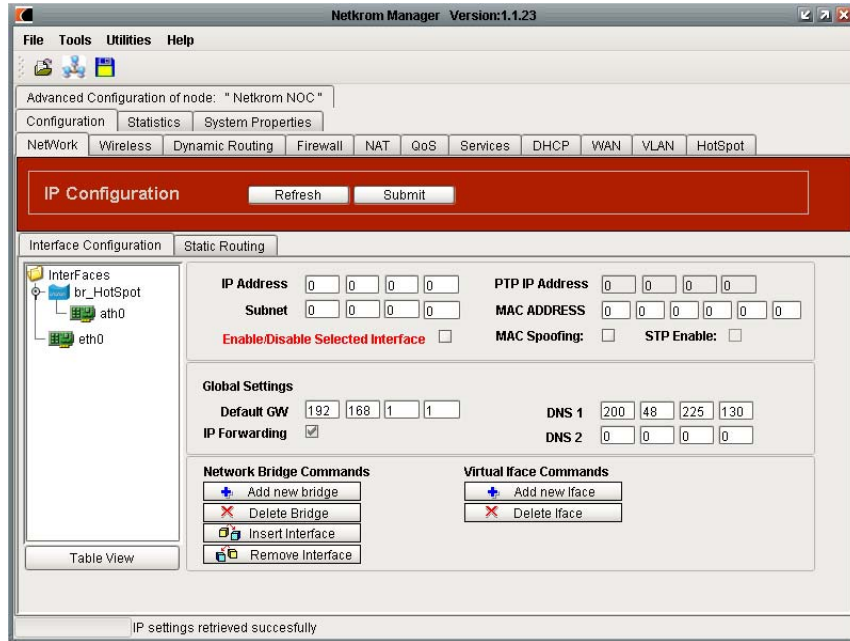 Netkrom Manager Version:1.1.23
File Tools Utilities Help
Advanced Configuration of node: "Netkrom NOC"
Configuration Statistics System Properties
NetWork Wireless Dynamic Routing Firewall NAT QoS Services DHCP WAN VLAN HotSpot
IP Configuration Refresh Submit
Interface Configuration Static Routing
InterFaces
br_HotSpot
ath0
eth0
Table View
IP Address 0 0 0 0 PTP IP Address 0 0 0 0
Subnet 0 0 0 0 MAC ADDRESS 0 0 0 0 0 0
Enable/Disable Selected Interface MAC Spoofing: STP Enable:
Global Settings
Default GW 192 168 1 1 DNS 1 200 48 225 130
IP Forwarding DNS 2 0 0 0 0
Network Bridge Commands Virtual Iface Commands
Add new bridge Add new Iface
Delete Bridge Delete Iface
Insert Interface
Remove Interface
IP settings retrieved succesfully